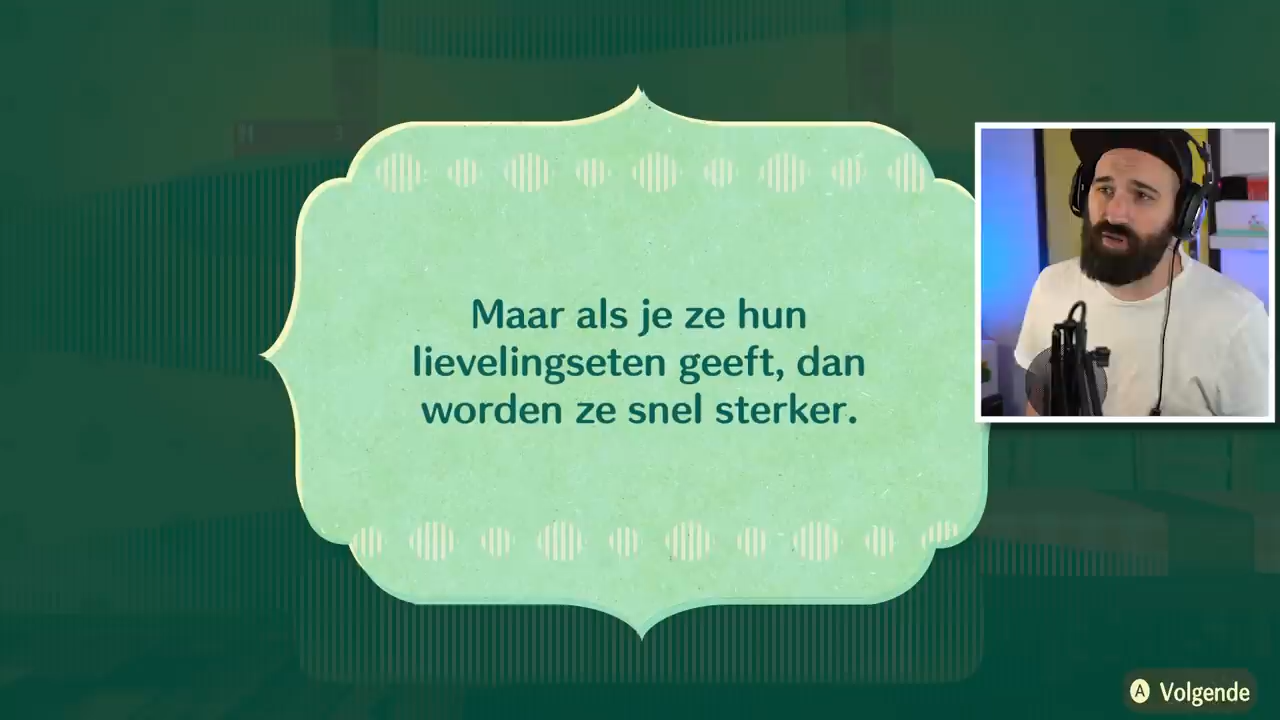 Maar als je ze hun
lievelingseten geeft, dan
worden ze snel sterker.
A Volgende